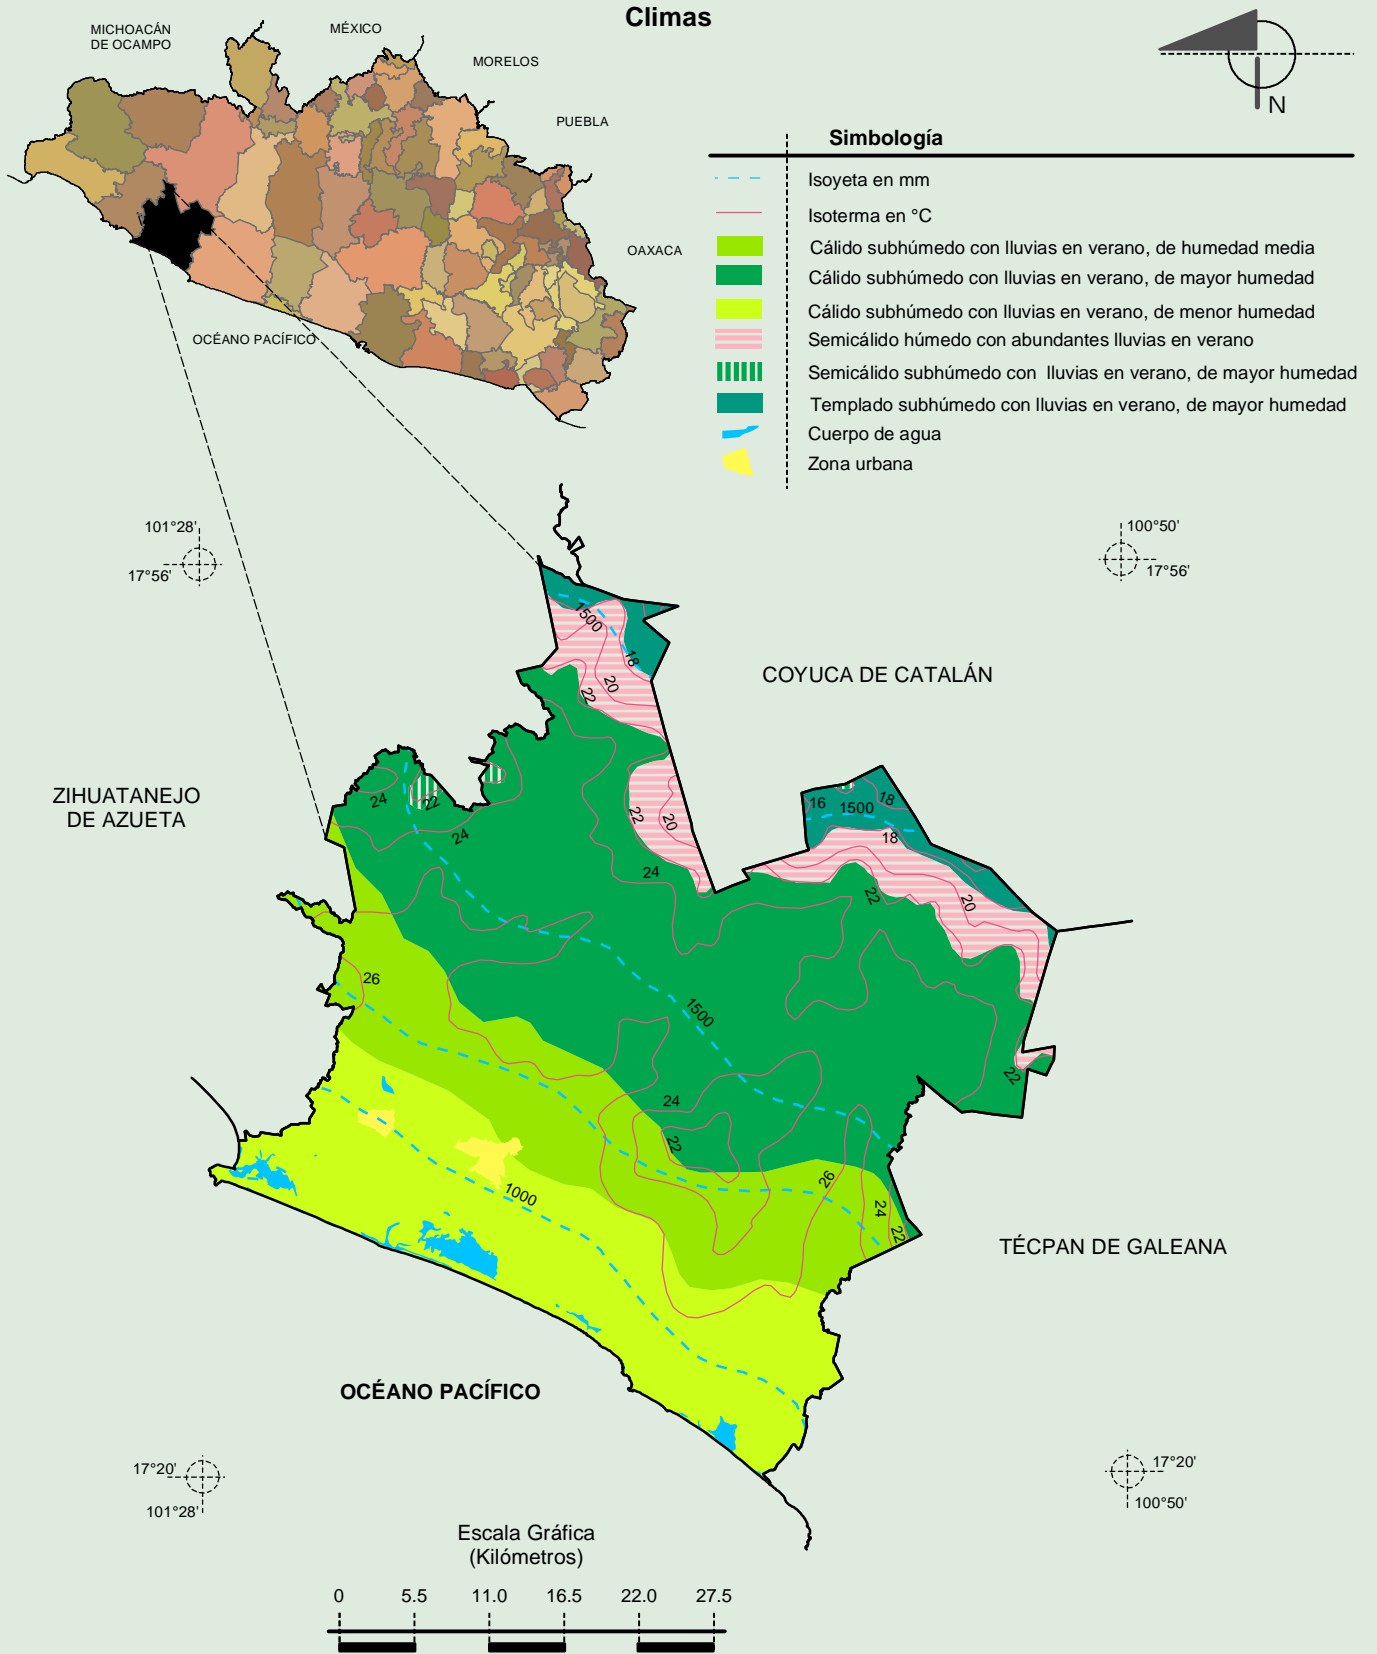 Climas
MICHOACÁN
DE OCAMPO
MÉXICO
MORELOS
PUEBLA
OAXACA
OCÉANO PACÍFICO
N
Simbología
Isoyeta en mm
Isoterma en °C
Cálido subhúmedo con lluvias en verano, de humedad media
Cálido subhúmedo con lluvias en verano, de mayor humedad
Cálido subhúmedo con lluvias en verano, de menor humedad
Semicálido húmedo con abundantes lluvias en verano
Semicálido subhúmedo con lluvias en verano, de mayor humedad
Templado subhúmedo con lluvias en verano, de mayor humedad
Cuerpo de agua
Zona urbana
101°28'
17°56'
100°50'
17°56'
1500
18
20
22
COYUCA DE CATALÁN
ZIHUATANEJO
DE AZUETA
24
22
24
22
20
24
16
1500
18
18
22
20
26
1500
22
24
22
26
24
22
1000
TÉCPAN DE GALEANA
OCÉANO PACÍFICO
17°20'
101°28'
17°20'
100°50'
Escala Gráfica
(Kilómetros)
0 5.5 11.0 16.5 22.0 27.5